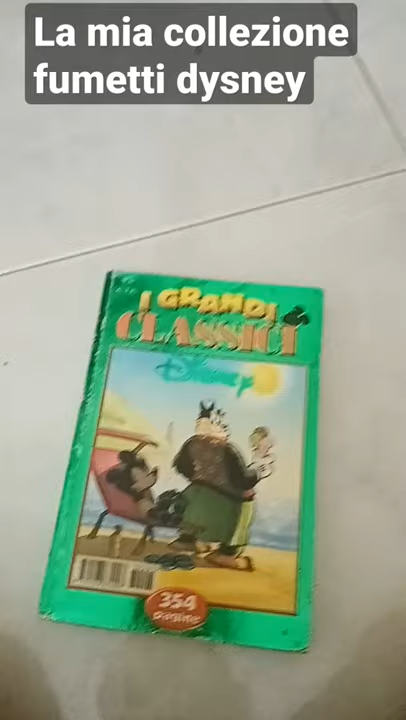 La mia collezione
fumetti dysney
I GRANDI
CLASSICI
Disney
354
pagine